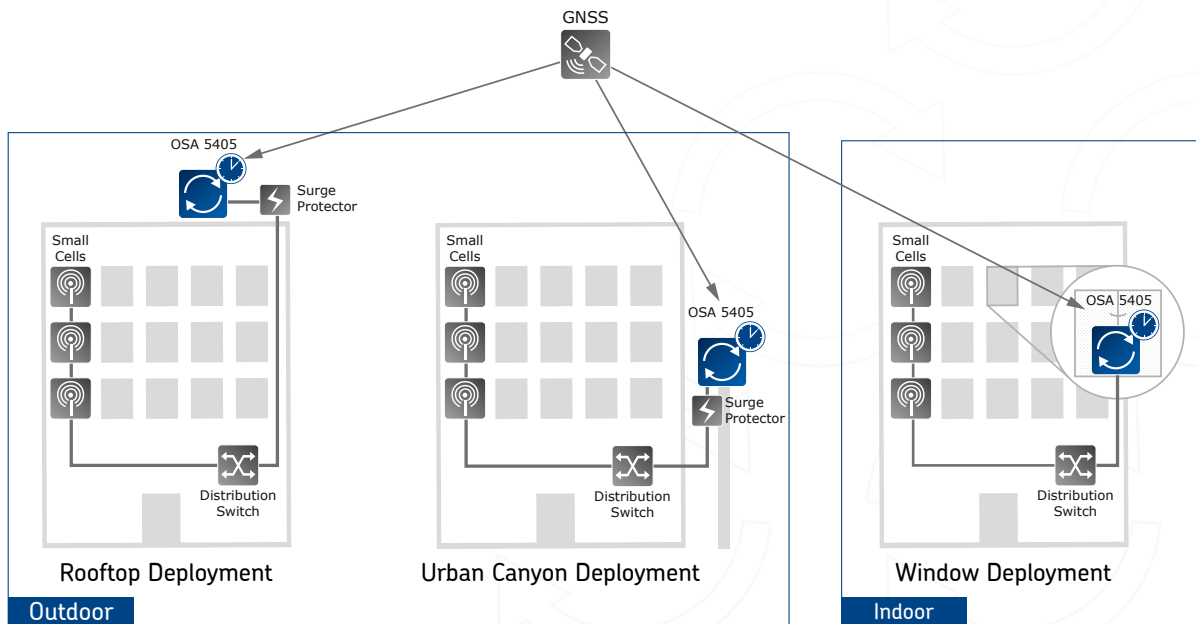 GNSS
OSA 5405
Surge
Protector
Small
Cells
Distribution
Switch
Rooftop Deployment
Small
Cells
OSA 5405
Surge
Protector
Distribution
Switch
Urban Canyon Deployment
Outdoor
Small
Cells
OSA 5405
Distribution
Switch
Window Deployment
Indoor